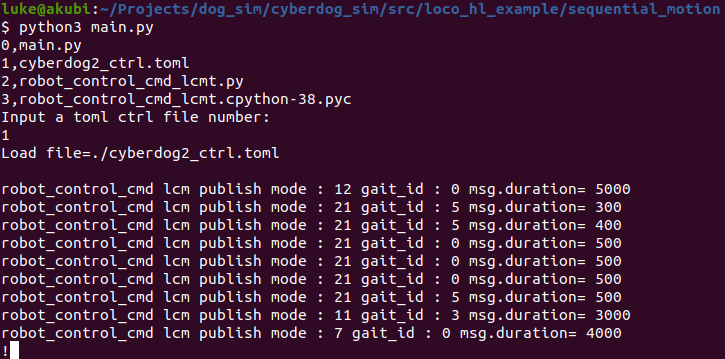 luke@akubi:~/Projects/dog_sim/cyberdog_sim/src/loco_hl_example/sequential_motion
$ python3 main.py
0,main.py
1,cyberdog2_ctrl.toml
2,robot_control_cmd_lcmt.py
3,robot_control_cmd_lcmt.cpython-38.pyc
Input a toml ctrl file number:
1
Load file=./cyberdog2_ctrl.toml
robot_control_cmd lcm publish mode : 12 gait_id : 0 msg.duration= 5000
robot_control_cmd lcm publish mode : 21 gait_id : 5 msg.duration= 300
robot_control_cmd lcm publish mode : 21 gait_id : 5 msg.duration= 400
robot_control_cmd lcm publish mode : 21 gait_id : 0 msg.duration= 500
robot_control_cmd lcm publish mode : 21 gait_id : 0 msg.duration= 500
robot_control_cmd lcm publish mode : 21 gait_id : 0 msg.duration= 500
robot_control_cmd lcm publish mode : 21 gait_id : 5 msg.duration= 500
robot_control_cmd lcm publish mode : 11 gait_id : 3 msg.duration= 3000
robot_control_cmd lcm publish mode : 7 gait_id : 0 msg.duration= 4000
!